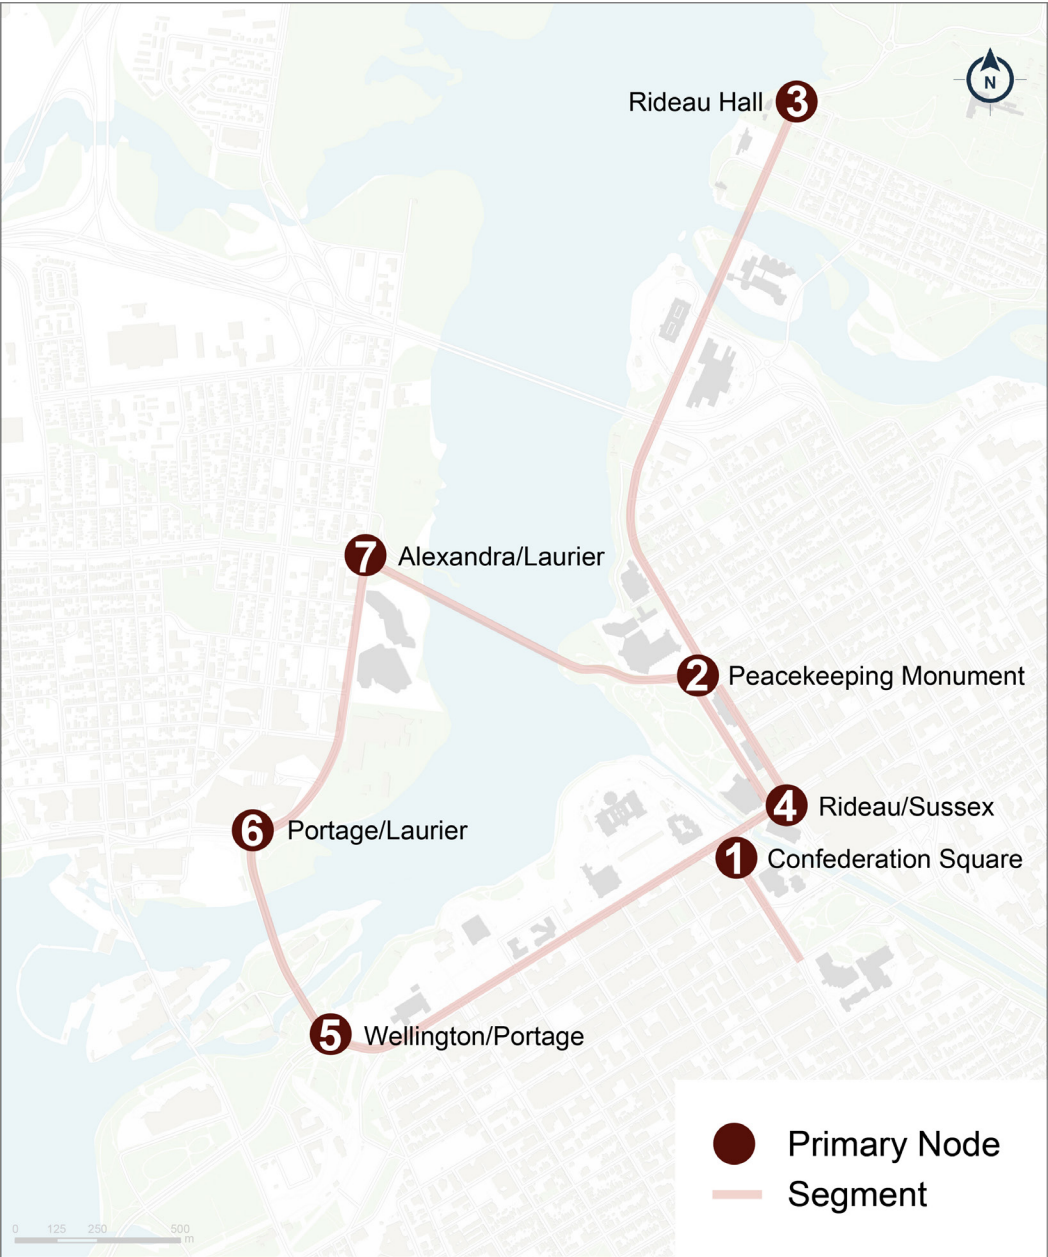 N
Rideau Hall 3
7 Alexandra/Laurier
2 Peacekeeping Monument
4 Rideau/Sussex
6 Portage/Laurier
1 Confederation Square
5 Wellington/Portage
Primary Node
Segment
0 125 250 500
m